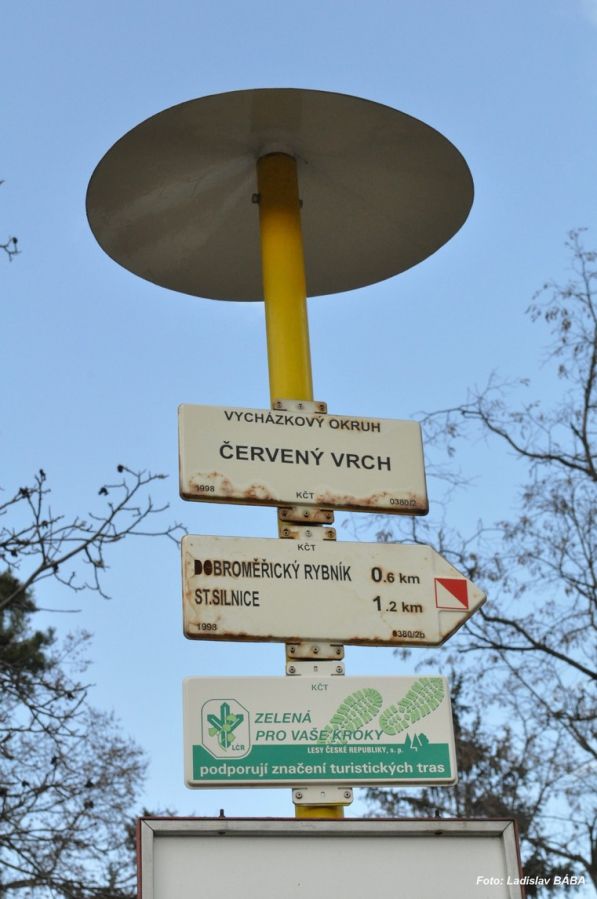 VYCHÁZKOVÝ OKRUH
ČERVENÝ VRCH
1998 KČT 0380/2
KČT
DOBROMĚŘICKÝ RYBNÍK 0.6 km
ST.SILNICE 1.2 km
1998 0380/2b
KČT
ZELENÁ
PRO VAŠE KROKY
LČR
LESY ČESKÉ REPUBLIKY, s. p.
podporují značení turistických tras
Foto: Ladislav BÁBA